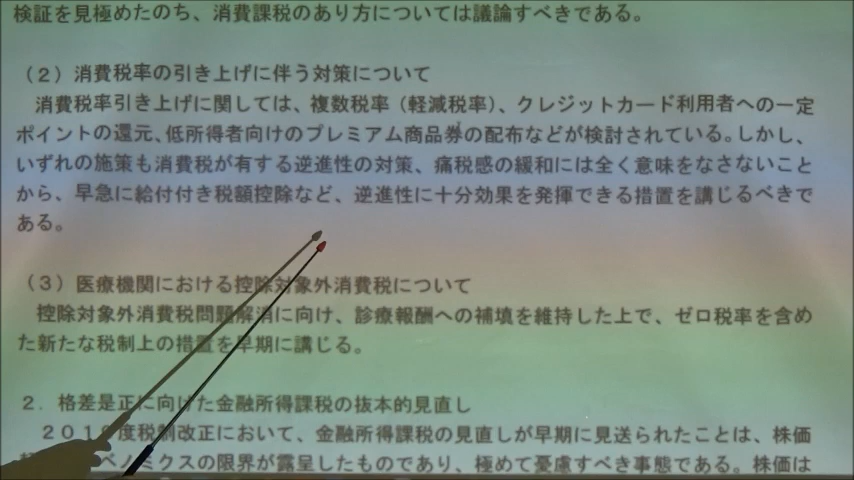 検証を見極めたのち、消費課税のあり方については議論すべきである。
（２）消費税率の引き上げに伴う対策について
消費税率引き上げに関しては、複数税率（軽減税率）、クレジットカード利用者への一定
ポイントの還元、低所得者向けのプレミアム商品券の配布などが検討されている。しかし、
いずれの施策も消費税が有する逆進性の対策、痛税感の緩和には全く意味をなさないこと
から、早急に給付付き税額控除など、逆進性に十分効果を発揮できる措置を講じるべきで
ある。
（３）医療機関における控除対象外消費税について
控除対象外消費税問題解消に向け、診療報酬への補填を維持した上で、ゼロ税率を含め
た新たな税制上の措置を早期に講じる。
２．格差是正に向けた金融所得課税の抜本的見直し
２０１ 度税制改正において、金融所得課税の見直しが早期に見送られたことは、株価
ベノミクスの限界が露呈したものであり、極めて憂慮すべき事態である。株価は